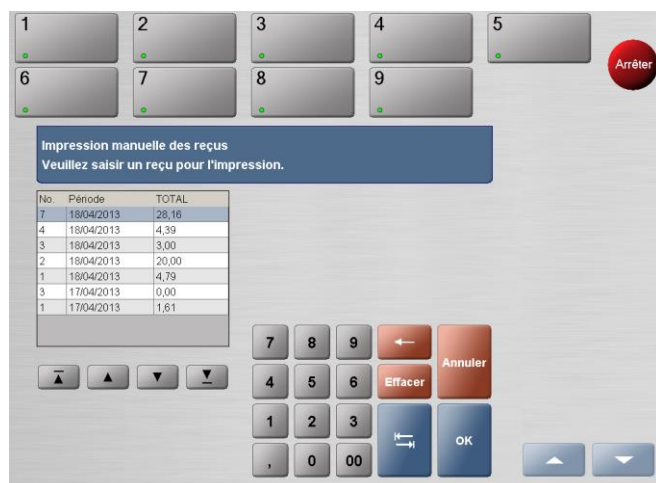 1 2 3 4 5
Arrêter
6 7 8 9
Impression manuelle des reçus
Veuillez saisir un reçu pour l'impression.
No. Période TOTAL
7 18/04/2013 28,16
4 18/04/2013 4,39
3 18/04/2013 3,00
2 18/04/2013 20,00
1 18/04/2013 4,79
3 17/04/2013 0,00
1 17/04/2013 1,61
7 8 9
Annuler
4 5 6 Effacer
1 2 3
OK
, 0 00